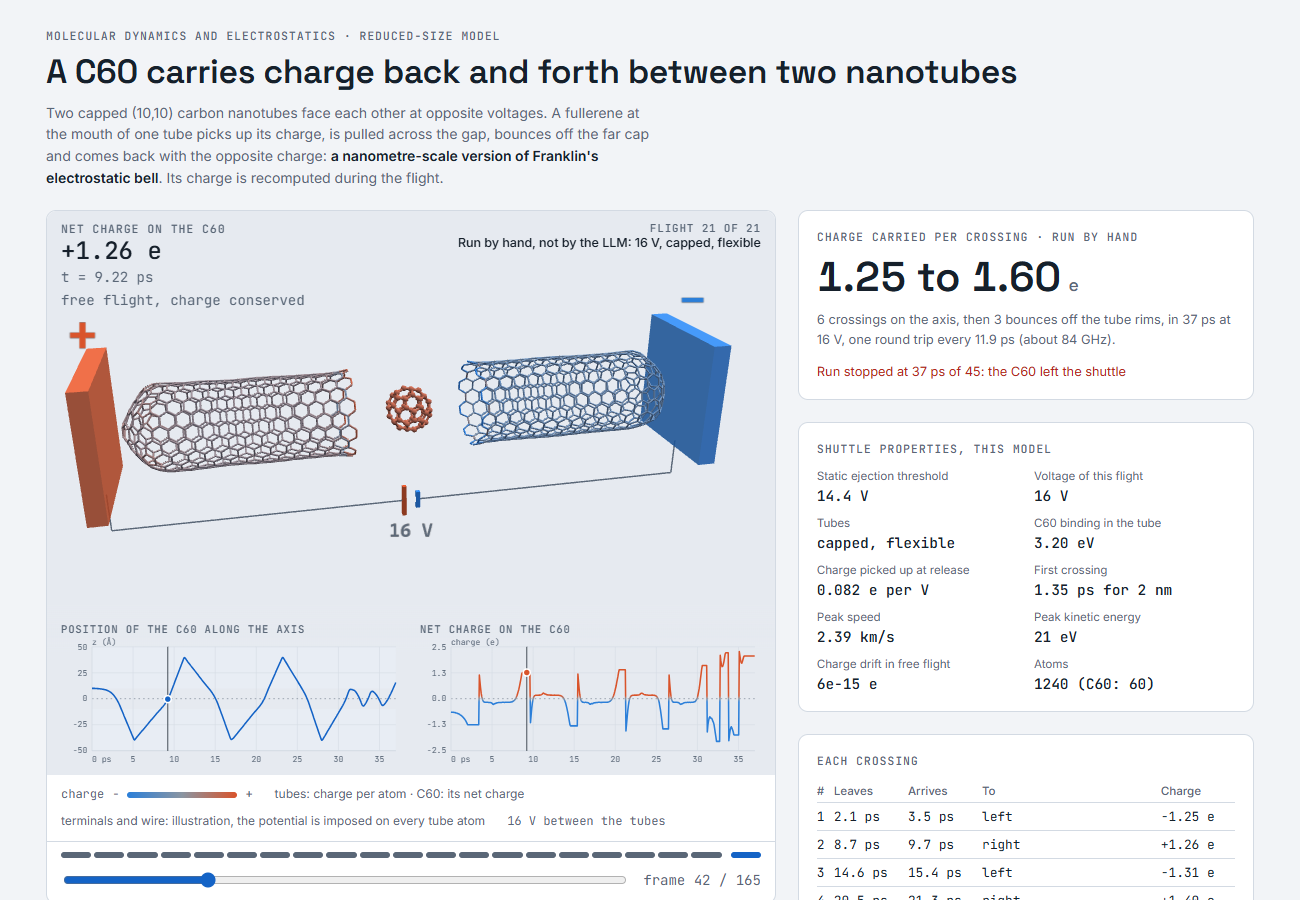 MOLECULAR DYNAMICS AND ELECTROSTATICS · REDUCED-SIZE MODEL
A C60 carries charge back and forth between two nanotubes
Two capped (10,10) carbon nanotubes face each other at opposite voltages. A fullerene at
the mouth of one tube picks up its charge, is pulled across the gap, bounces off the far cap
and comes back with the opposite charge: a nanometre-scale version of Franklin's
electrostatic bell. Its charge is recomputed during the flight.
NET CHARGE ON THE C60
+1.26 e
t = 9.22 ps
free flight, charge conserved
FLIGHT 21 OF 21
Run by hand, not by the LLM: 16 V, capped, flexible
+
−
16 V
POSITION OF THE C60 ALONG THE AXIS
z (Å)
50
25
0
-25
-50
0 ps 5 10 15 20 25 30 35
NET CHARGE ON THE C60
charge (e)
2.5
1.3
0.0
-1.3
-2.5
0 ps 5 10 15 20 25 30 35
charge - + tubes: charge per atom · C60: its net charge
terminals and wire: illustration, the potential is imposed on every tube atom 16 V between the tubes
frame 42 / 165
CHARGE CARRIED PER CROSSING · RUN BY HAND
1.25 to 1.60 e
6 crossings on the axis, then 3 bounces off the tube rims, in 37 ps at
16 V, one round trip every 11.9 ps (about 84 GHz).
Run stopped at 37 ps of 45: the C60 left the shuttle
SHUTTLE PROPERTIES, THIS MODEL
Static ejection threshold Voltage of this flight
14.4 V 16 V
Tubes C60 binding in the tube
capped, flexible 3.20 eV
Charge picked up at release First crossing
0.082 e per V 1.35 ps for 2 nm
Peak speed Peak kinetic energy
2.39 km/s 21 eV
Charge drift in free flight Atoms
6e-15 e 1240 (C60: 60)
EACH CROSSING
# Leaves Arrives To Charge
1 2.1 ps 3.5 ps left -1.25 e
2 8.7 ps 9.7 ps right +1.26 e
3 14.6 ps 15.4 ps left -1.31 e